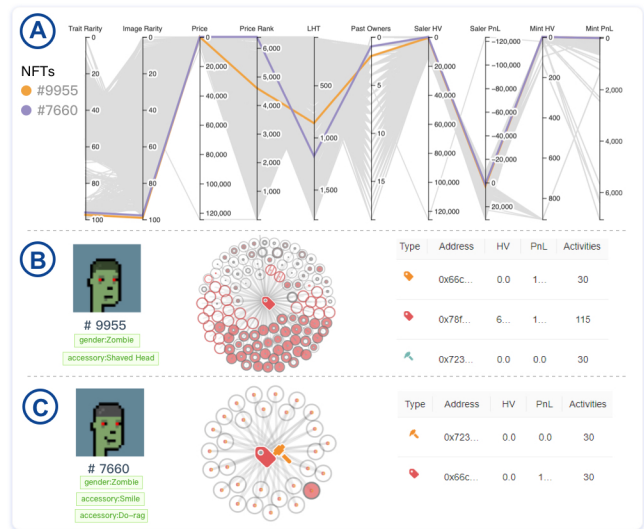 A
Trait Rarity Image Rarity Price Price Rank LHT Past Owners Saler HV Saler PnL Mint HV Mint PnL
0 0 0 0 0 0 -120,000 0 0
6,000
-100,000
20 20 20,000 5,000 500 5 20,000 200 2,000
-80,000
40 40 40,000 4,000 40,000 -60,000 400
1,000 10 4,000
60 60 60,000 3,000 60,000 -40,000 600
-20,000
80 80 80,000 2,000 80,000 800 6,000
100,000 1,500 15 100,000 0
1,000
100 100 120,000 120,000 20,000
NFTs
#9955
#7660
B
# 9955
gender:Zombie
accessory:Shaved Head
Type Address HV PnL Activities
0x66c... 0.0 1... 30
0x78f... 6... 1... 115
0x723... 0.0 0.0 30
C
# 7660
gender:Zombie
accessory:Smile
accessory:Do-rag
Type Address HV PnL Activities
0x723... 0.0 0.0 30
0x66c... 0.0 1... 30